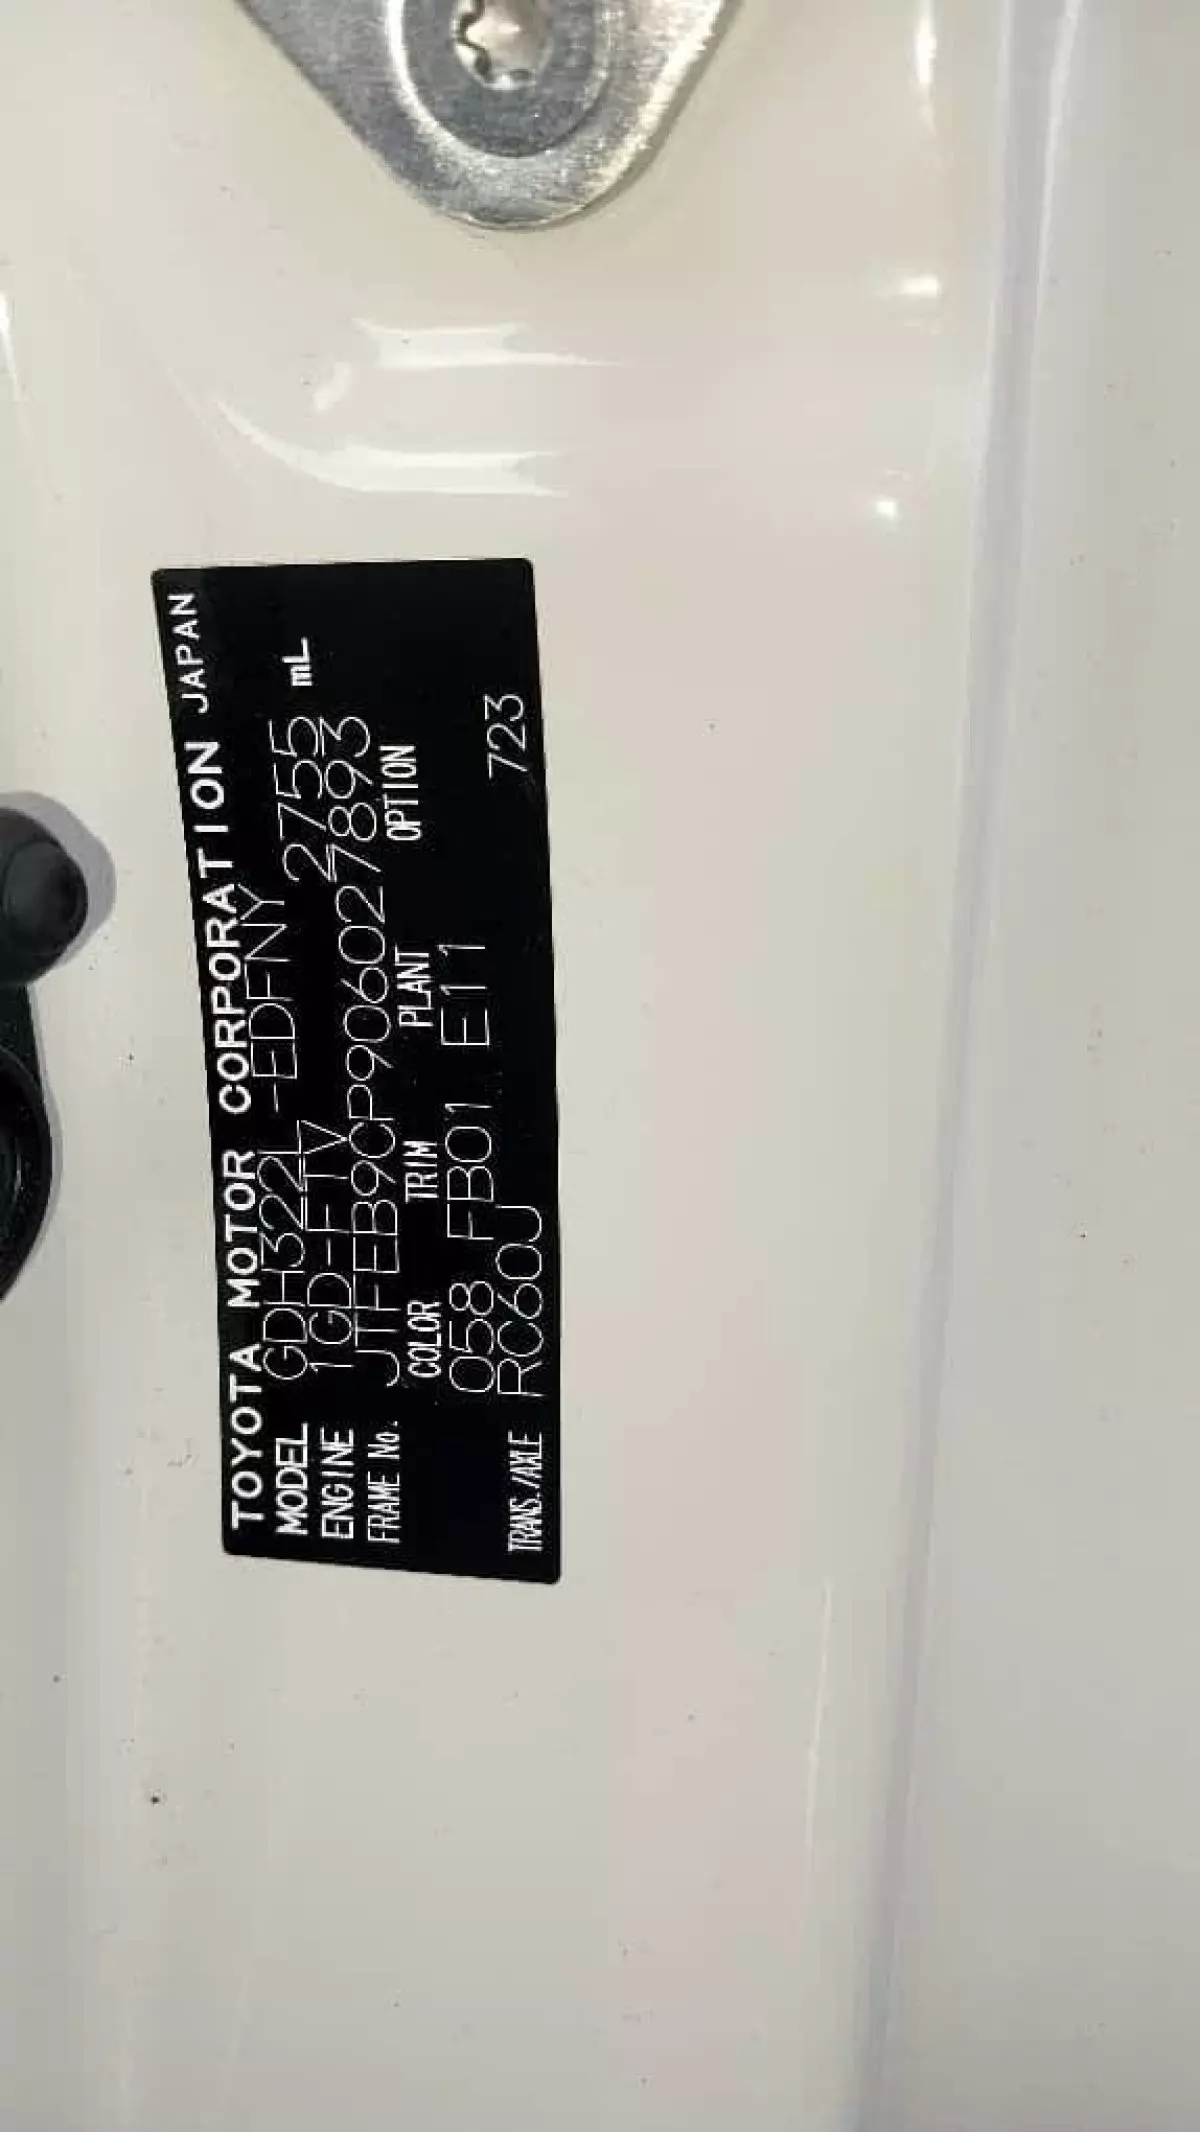 TOYOTA MOTOR CORPORATION JAPAN
MODEL GDH322L -EDFNY
ENGINE 1GD-FTV 2755 mL
FRAME No. JTFEB9CP906027893
COLOR TRIM PLANT OPTION
058 FB01 E11
TRANS./AXLE RC60J 723